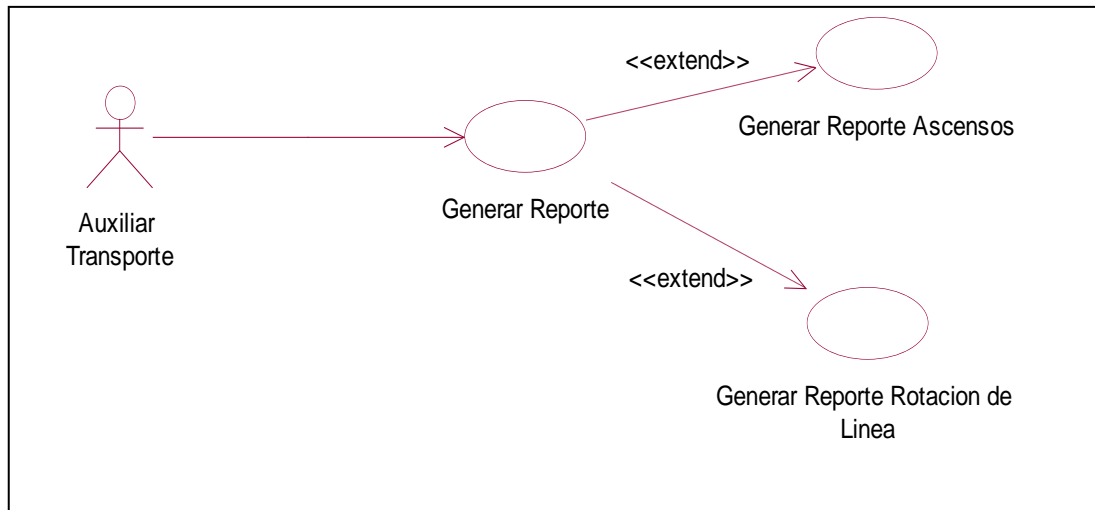 <<extend>>
Generar Reporte Ascensos
Auxiliar
Transporte
Generar Reporte
<<extend>>
Generar Reporte Rotacion de
Linea